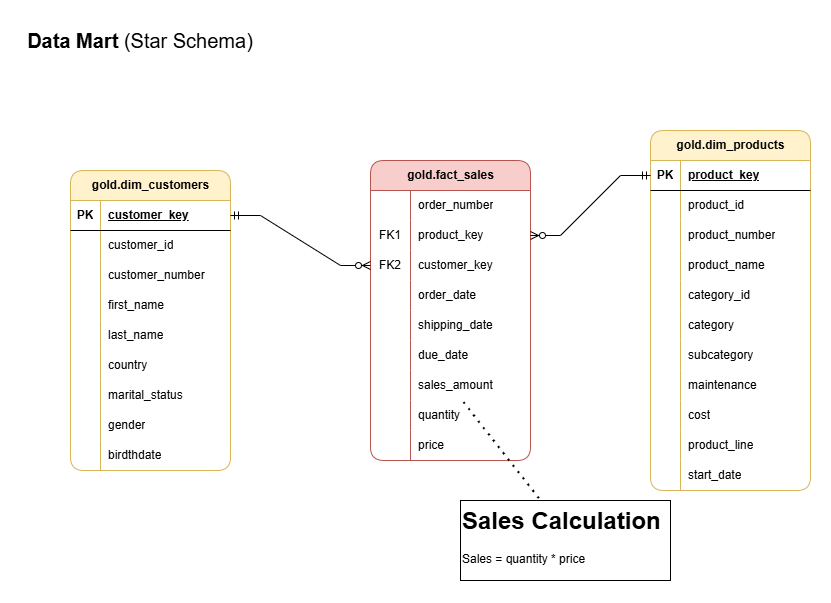 Data Mart (Star Schema)
gold.dim_customers
PK customer_key
customer_id
customer_number
first_name
last_name
country
marital_status
gender
birdthdate
gold.fact_sales
order_number
FK1 product_key
FK2 customer_key
order_date
shipping_date
due_date
sales_amount
quantity
price
gold.dim_products
PK product_key
product_id
product_number
product_name
category_id
category
subcategory
maintenance
cost
product_line
start_date
Sales Calculation
Sales = quantity * price